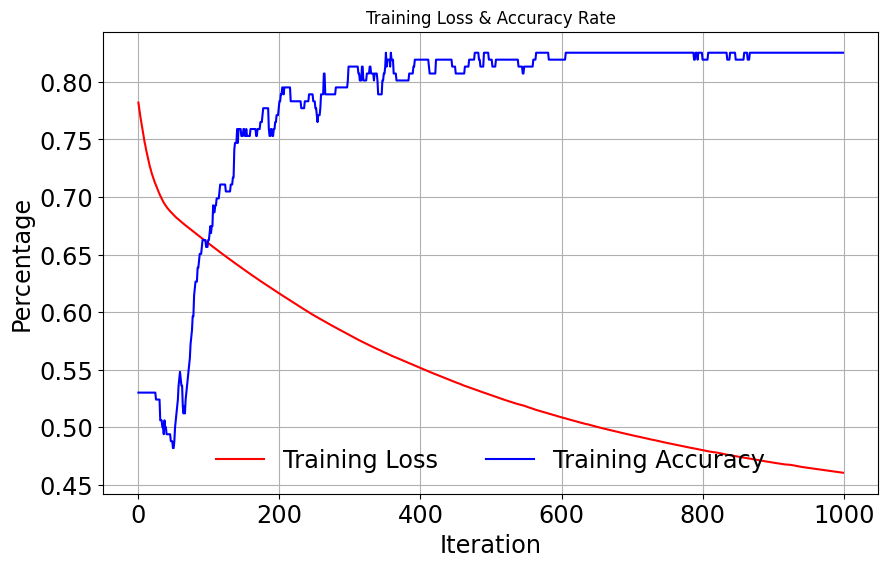 Training Loss & Accuracy Rate
Percentage
0.80
0.75
0.70
0.65
0.60
0.55
0.50
0.45
Training Loss
Training Accuracy
0 200 400 600 800 1000
Iteration